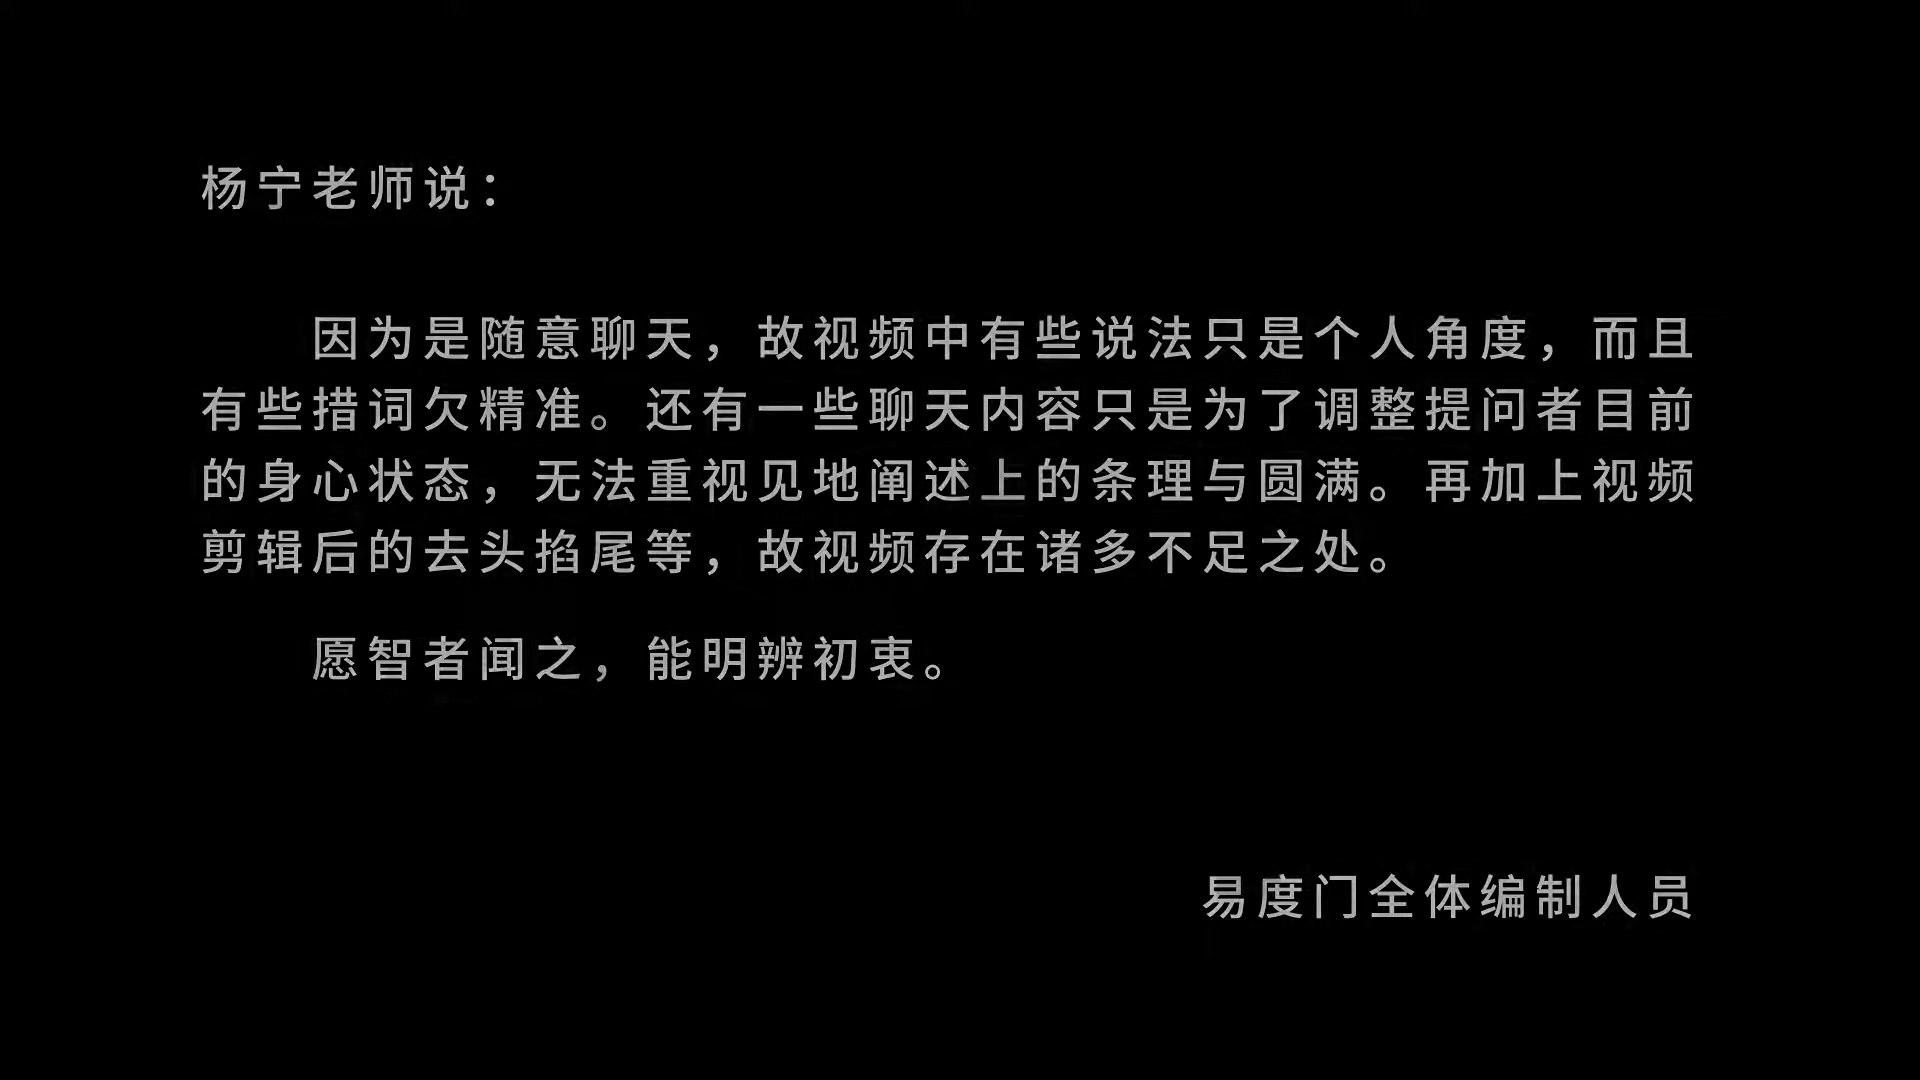 杨宁老师说：
因为是随意聊天，故视频中有些说法只是个人角度，而且
有些措词欠精准。还有一些聊天内容只是为了调整提问者目前
的身心状态，无法重视见地阐述上的条理与圆满。再加上视频
剪辑后的去头掐尾等，故视频存在诸多不足之处。
愿智者闻之，能明辨初衷。
易度门全体编制人员